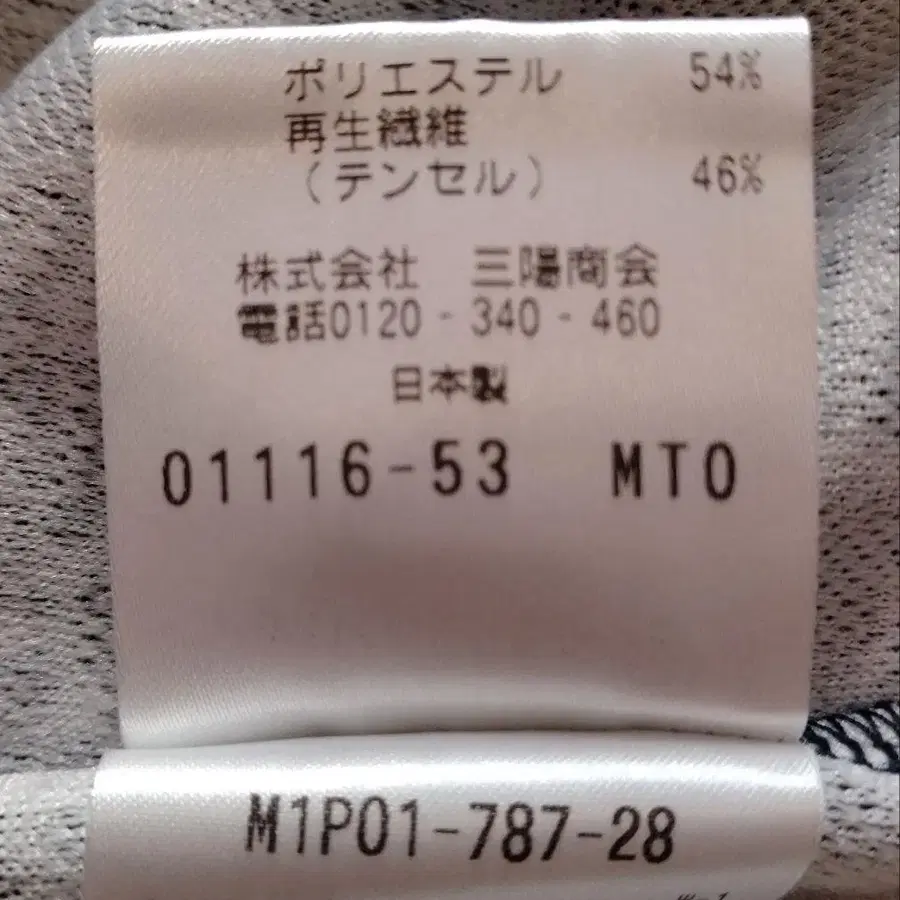 ポリエステル 54%
再生繊維
（テンセル） 46%
株式会社 三陽商会
電話0120-340-460
日本製
01116-53 MTO
M1P01-787-28